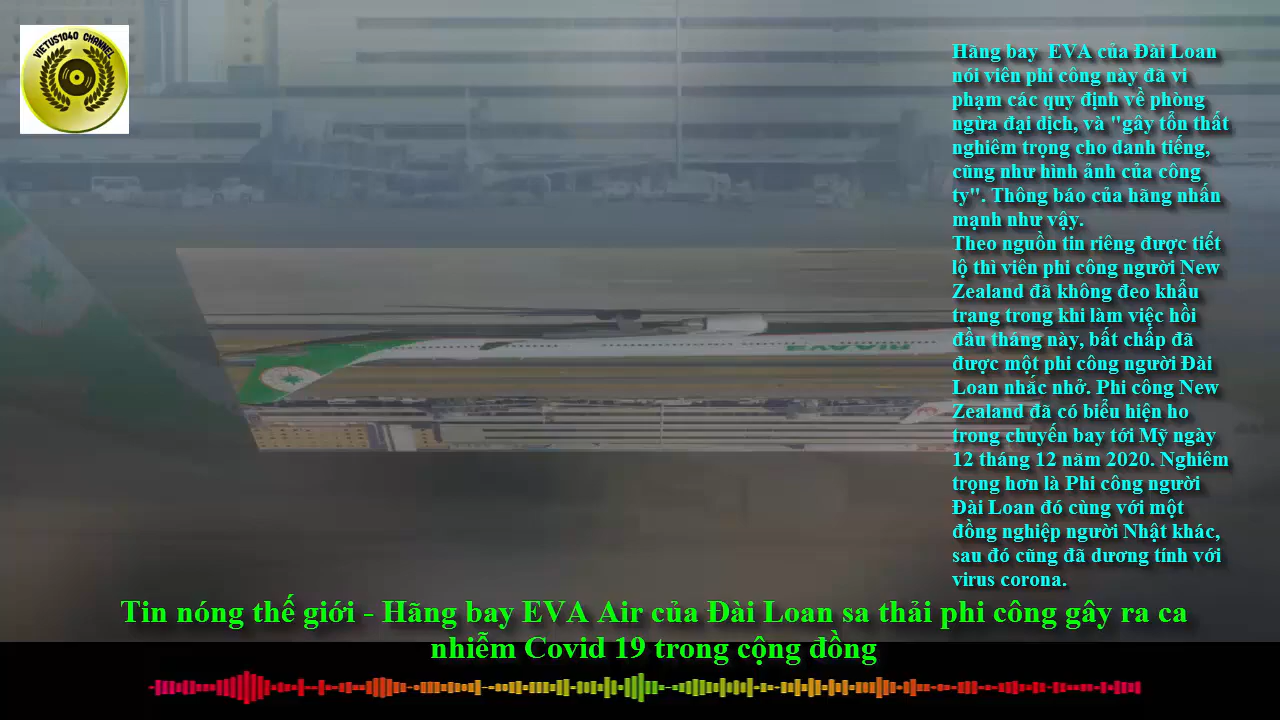 VIETUS1040 CHANNEL
Hãng bay  EVA của Đài Loan
nói viên phi công này đã vi
phạm các quy định về phòng
ngừa đại dịch, và "gây tổn thất
nghiêm trọng cho danh tiếng,
cũng như hình ảnh của công
ty". Thông báo của hãng nhấn
mạnh như vậy.
Theo nguồn tin riêng được tiết
lộ thì viên phi công người New
Zealand đã không đeo khẩu
trang trong khi làm việc hồi
đầu tháng này, bất chấp đã
được một phi công người Đài
Loan nhắc nhở. Phi công New
Zealand đã có biểu hiện ho
trong chuyến bay tới Mỹ ngày
12 tháng 12 năm 2020. Nghiêm
trọng hơn là Phi công người
Đài Loan đó cùng với một
đồng nghiệp người Nhật khác,
sau đó cũng đã dương tính với
virus corona.
EVA AIR
Tin nóng thế giới - Hãng bay EVA Air của Đài Loan sa thải phi công gây ra ca
nhiễm Covid 19 trong cộng đồng